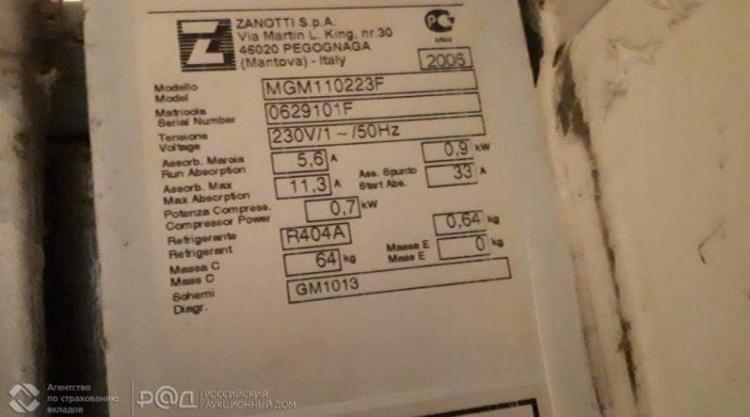 ZANOTTI S.p.A.
Via Martin L. King, nr.30
46020 PEGOGNAGA
(Mantova) - Italy
2006
Modello
Model
MGM110223F
Matricola
Serial Number
0629101F
Tensione
Voltage
230V/1~/50Hz
Assorb. Marcia
Run Absorption
5,6 A
0,9 kW
Assorb. Max
Max Absorption
11,3 A
Ass. Spunto
Start Abs.
33 A
Potenza Compress.
Compressor Power
0,7 kW
Refrigerante
Refrigerant
R404A
0,64 kg
Massa C
Mass C
64 kg
Massa E
Mass E
0 kg
Schemi
Diagr.
GM1013
Агентство
по страхованию
вкладов
РАД
РОССИЙСКИЙ
АУКЦИОННЫЙ ДОМ